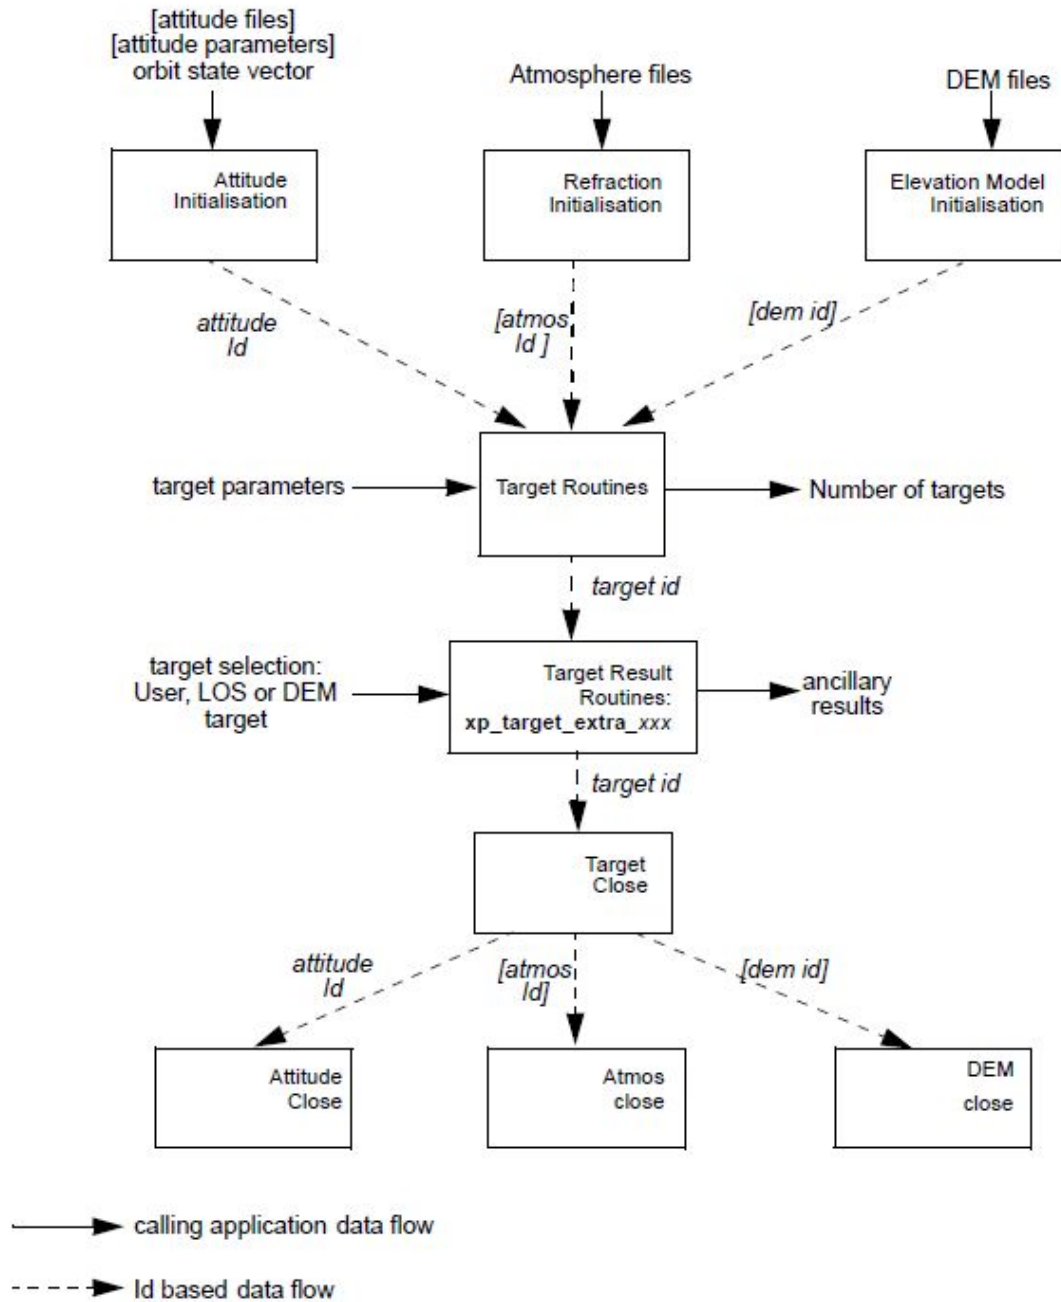 [attitude files]
[attitude parameters]
orbit state vector
Atmosphere files
DEM files
Attitude
Initialisation
Refraction
Initialisation
Elevation Model
Initialisation
attitude
Id
[atmos
Id ]
[dem id]
target parameters
Target Routines
Number of targets
target id
target selection:
User, LOS or DEM
target
Target Result
Routines:
xp_target_extra_xxx
ancillary
results
target id
Target
Close
attitude
Id
[atmos
Id]
[dem id]
Attitude
Close
Atmos
close
DEM
close
calling application data flow
Id based data flow